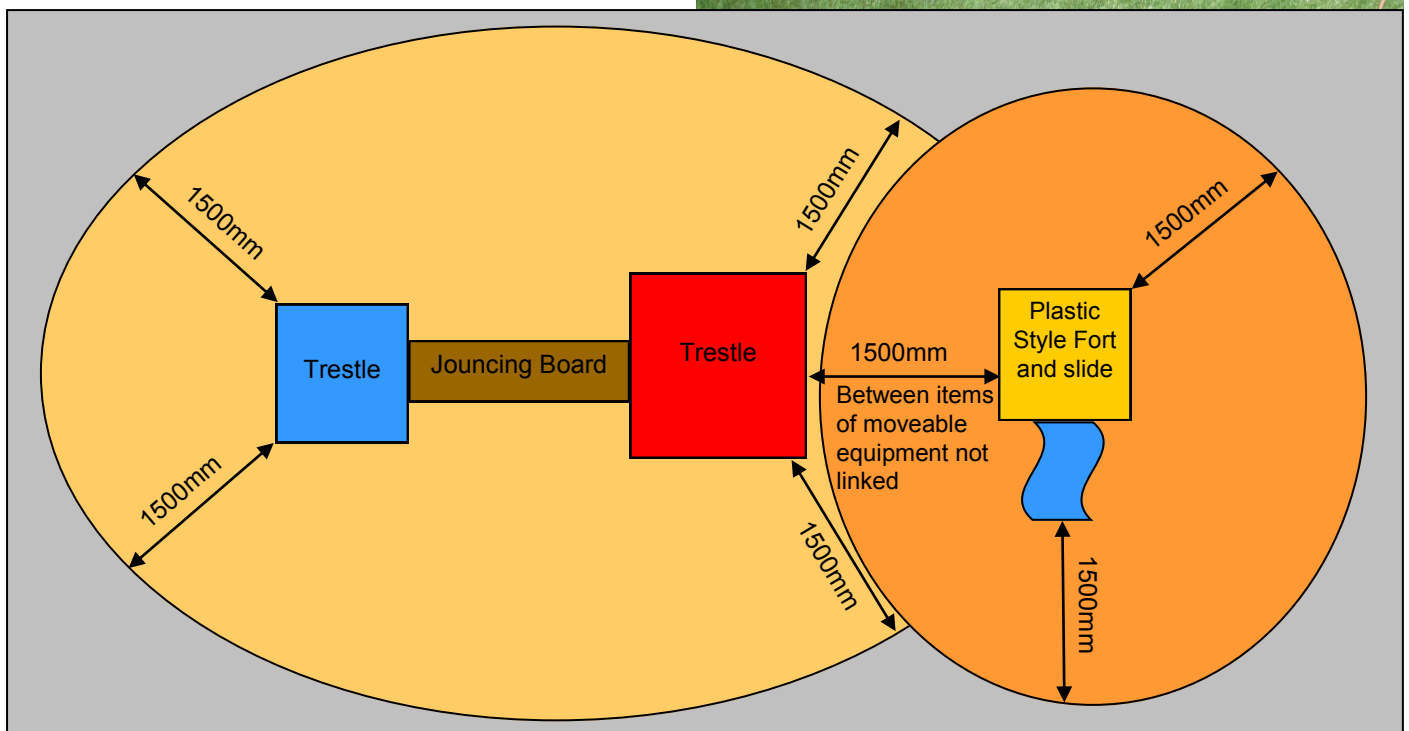 1500mm
1500mm
1500mm
Trestle
Jouncing Board
Trestle
1500mm
Between items
of moveable
equipment not
linked
Plastic
Style Fort
and slide
1500mm
1500mm
1500mm